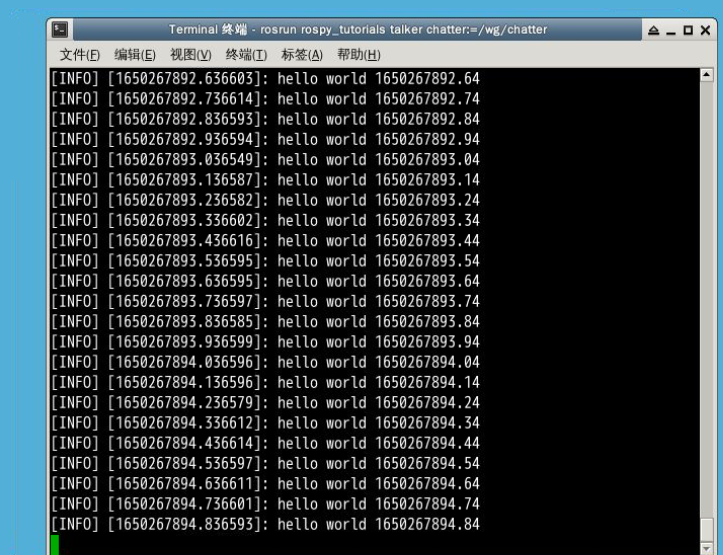 Terminal 终端 - rosrun rospy_tutorials talker chatter:=/wg/chatter
文件(F) 编辑(E) 视图(V) 终端(T) 标签(A) 帮助(H)
[INFO] [1650267892.636603]: hello world 1650267892.64
[INFO] [1650267892.736614]: hello world 1650267892.74
[INFO] [1650267892.836593]: hello world 1650267892.84
[INFO] [1650267892.936594]: hello world 1650267892.94
[INFO] [1650267893.036549]: hello world 1650267893.04
[INFO] [1650267893.136587]: hello world 1650267893.14
[INFO] [1650267893.236582]: hello world 1650267893.24
[INFO] [1650267893.336602]: hello world 1650267893.34
[INFO] [1650267893.436616]: hello world 1650267893.44
[INFO] [1650267893.536595]: hello world 1650267893.54
[INFO] [1650267893.636595]: hello world 1650267893.64
[INFO] [1650267893.736597]: hello world 1650267893.74
[INFO] [1650267893.836585]: hello world 1650267893.84
[INFO] [1650267893.936599]: hello world 1650267893.94
[INFO] [1650267894.036596]: hello world 1650267894.04
[INFO] [1650267894.136596]: hello world 1650267894.14
[INFO] [1650267894.236579]: hello world 1650267894.24
[INFO] [1650267894.336612]: hello world 1650267894.34
[INFO] [1650267894.436614]: hello world 1650267894.44
[INFO] [1650267894.536597]: hello world 1650267894.54
[INFO] [1650267894.636611]: hello world 1650267894.64
[INFO] [1650267894.736601]: hello world 1650267894.74
[INFO] [1650267894.836593]: hello world 1650267894.84